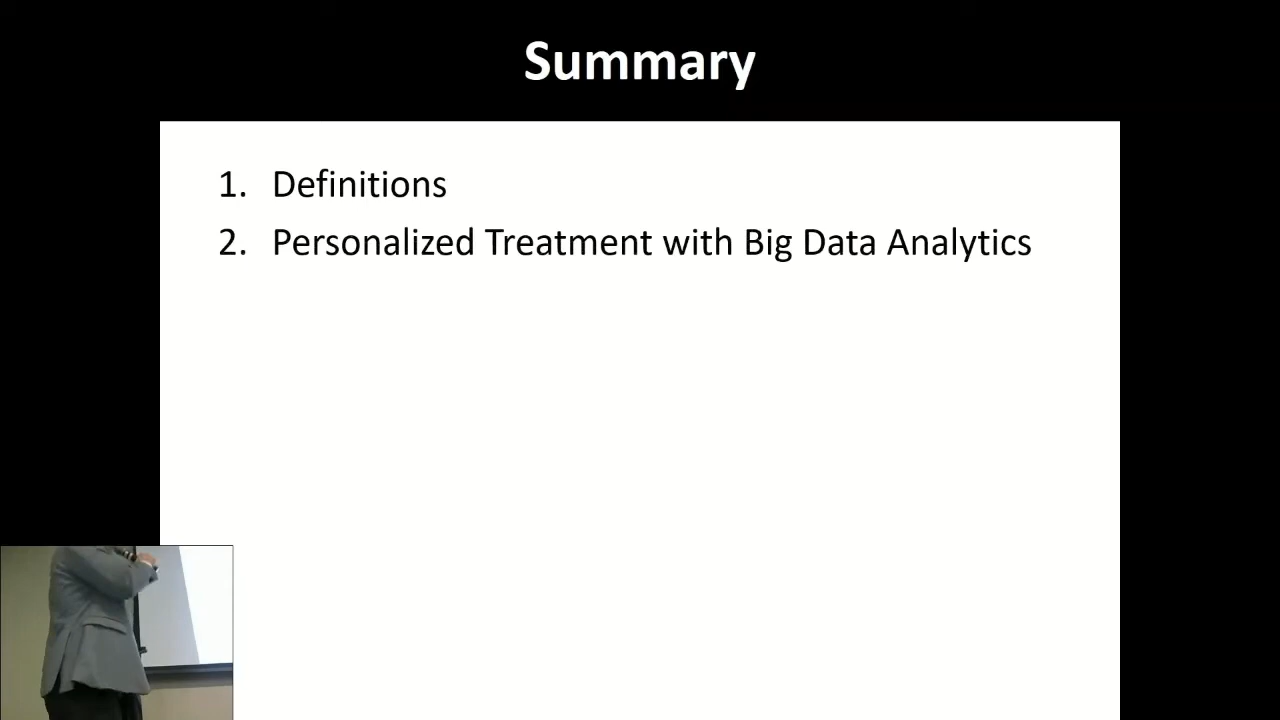 Summary
1. Definitions
2. Personalized Treatment with Big Data Analytics